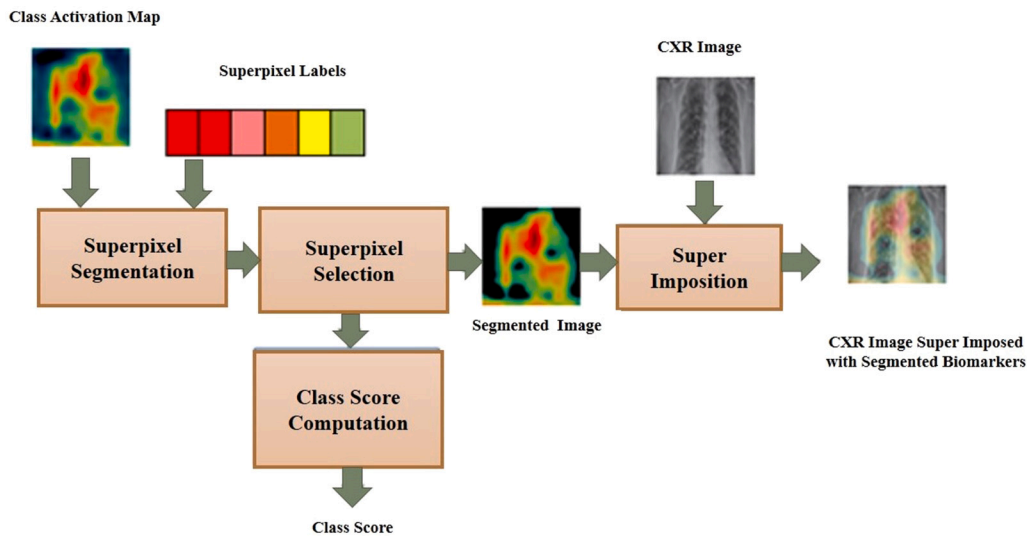 Class Activation Map
Superpixel Labels
CXR Image
Superpixel
Segmentation
Superpixel
Selection
Segmented Image
Super
Imposition
CXR Image Super Imposed
with Segmented Biomarkers
Class Score
Computation
Class Score